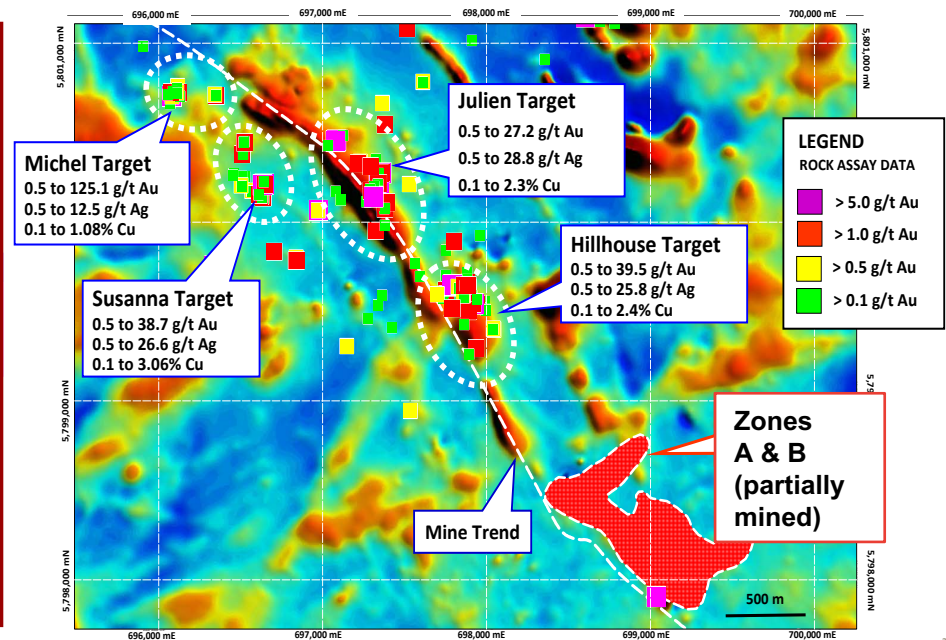 696,000 mE
697,000 mE
698,000 mE
699,000 mE
700,000 mE
5,801,000 mN
5,801,000 mN
Julien Target
0.5 to 27.2 g/t Au
0.5 to 28.8 g/t Ag
0.1 to 2.3% Cu
LEGEND
ROCK ASSAY DATA
> 5.0 g/t Au
> 1.0 g/t Au
> 0.5 g/t Au
> 0.1 g/t Au
Michel Target
0.5 to 125.1 g/t Au
0.5 to 12.5 g/t Ag
0.1 to 1.08% Cu
Hillhouse Target
0.5 to 39.5 g/t Au
0.5 to 25.8 g/t Ag
0.1 to 2.4% Cu
Susanna Target
0.5 to 38.7 g/t Au
0.5 to 26.6 g/t Ag
0.1 to 3.06% Cu
5,799,000 mN
Zones
A & B
(partially
mined)
Mine Trend
5,798,000 mN
5,798,000 mN
500 m
696,000 mE
697,000 mE
698,000 mE
699,000 mE
700,000 mE